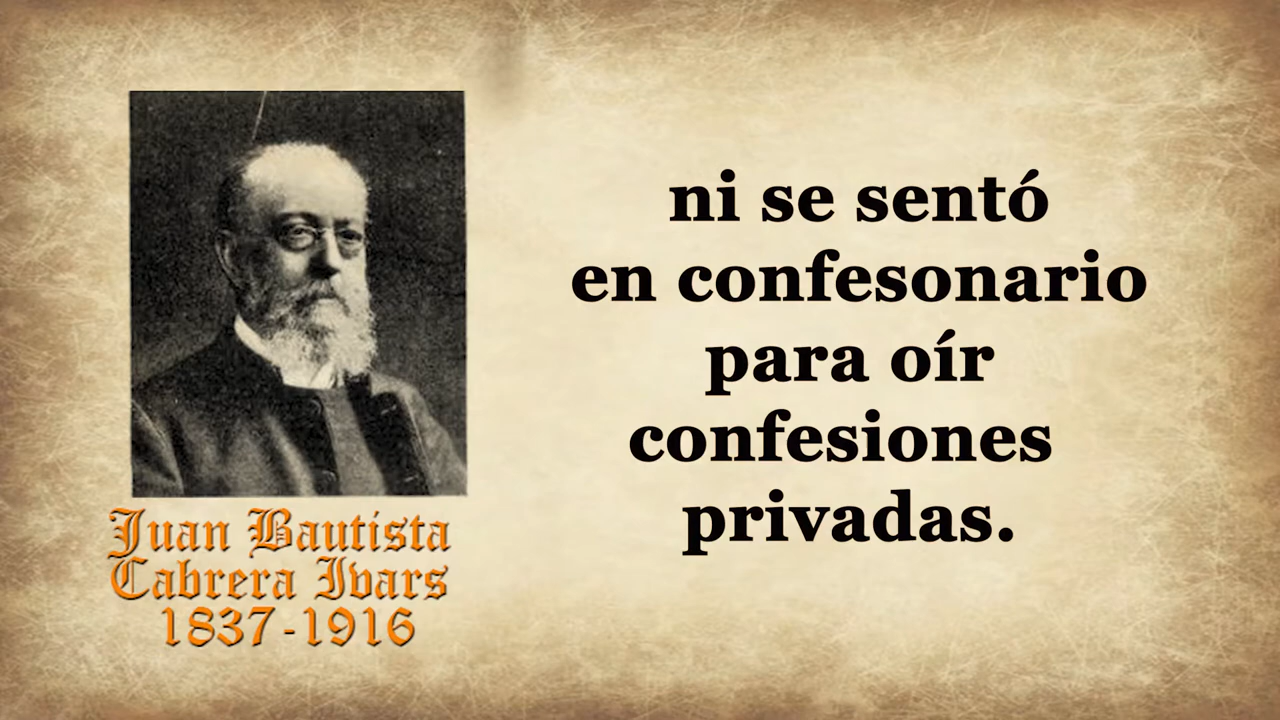 ni se sentó
en confesonario
para oír
confesiones
privadas.
Juan Bautista
Cabrera Ivars
1837-1916